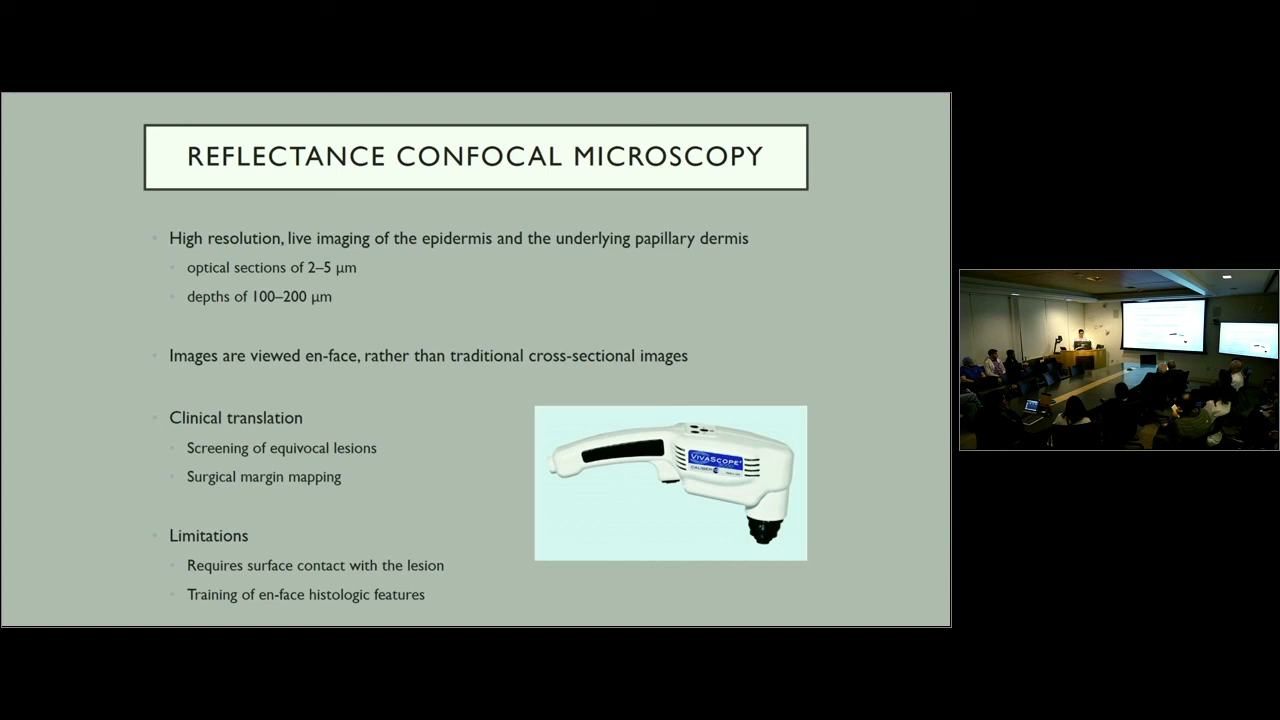 REFLECTANCE CONFOCAL MICROSCOPY
High resolution, live imaging of the epidermis and the underlying papillary dermis
optical sections of 2–5 µm
depths of 100–200 µm
Images are viewed en-face, rather than traditional cross-sectional images
Clinical translation
Screening of equivocal lesions
Surgical margin mapping
VIVASCOPE
CALIBER
Limitations
Requires surface contact with the lesion
Training of en-face histologic features